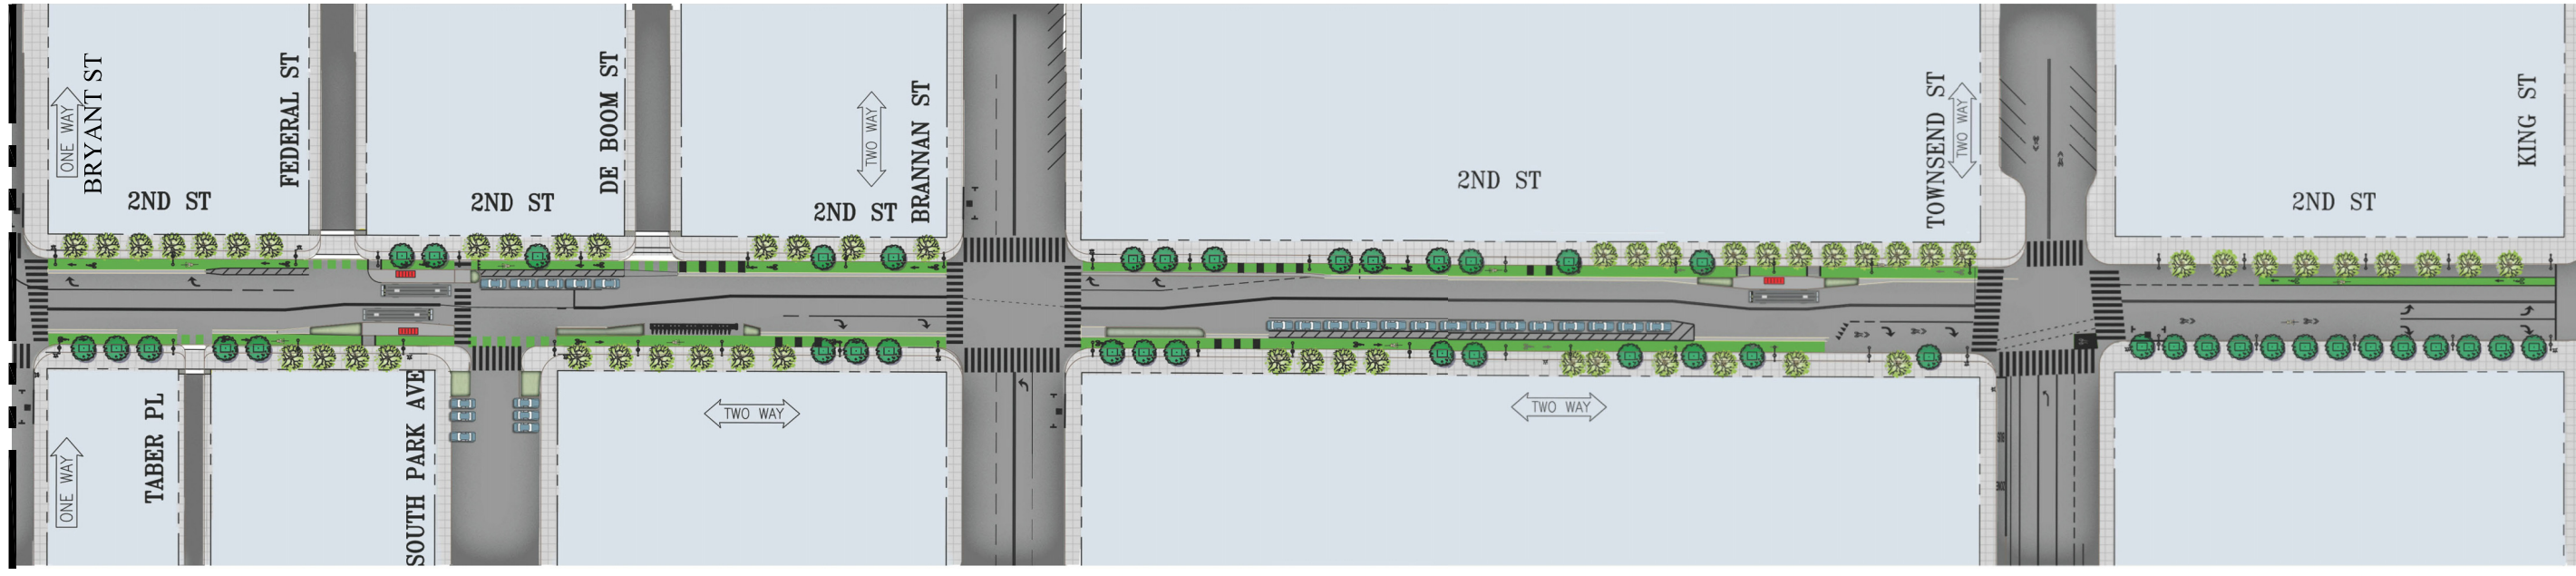 ONE WAY
BRYANT ST
2ND ST
FEDERAL ST
2ND ST
DE BOOM ST
2ND ST
TWO WAY
BRANNAN ST
2ND ST
TOWNSEND ST
TWO WAY
2ND ST
KING ST
ONE WAY
TABER PL
SOUTH PARK AVE
TWO WAY
TWO WAY